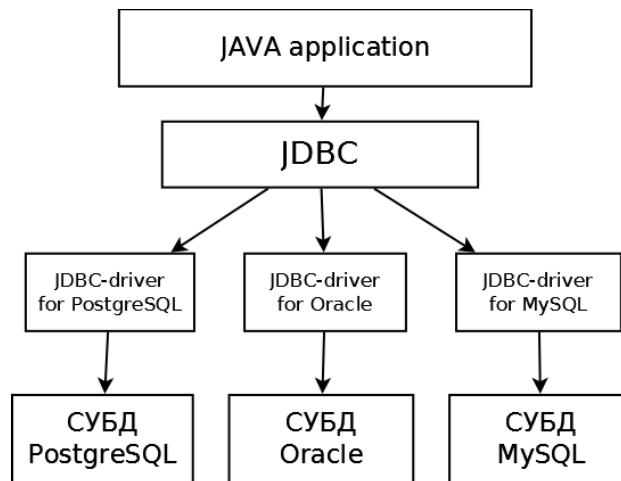 JAVA application
JDBC
JDBC-driver
for PostgreSQL
JDBC-driver
for Oracle
JDBC-driver
for MySQL
СУБД
PostgreSQL
СУБД
Oracle
СУБД
MySQL